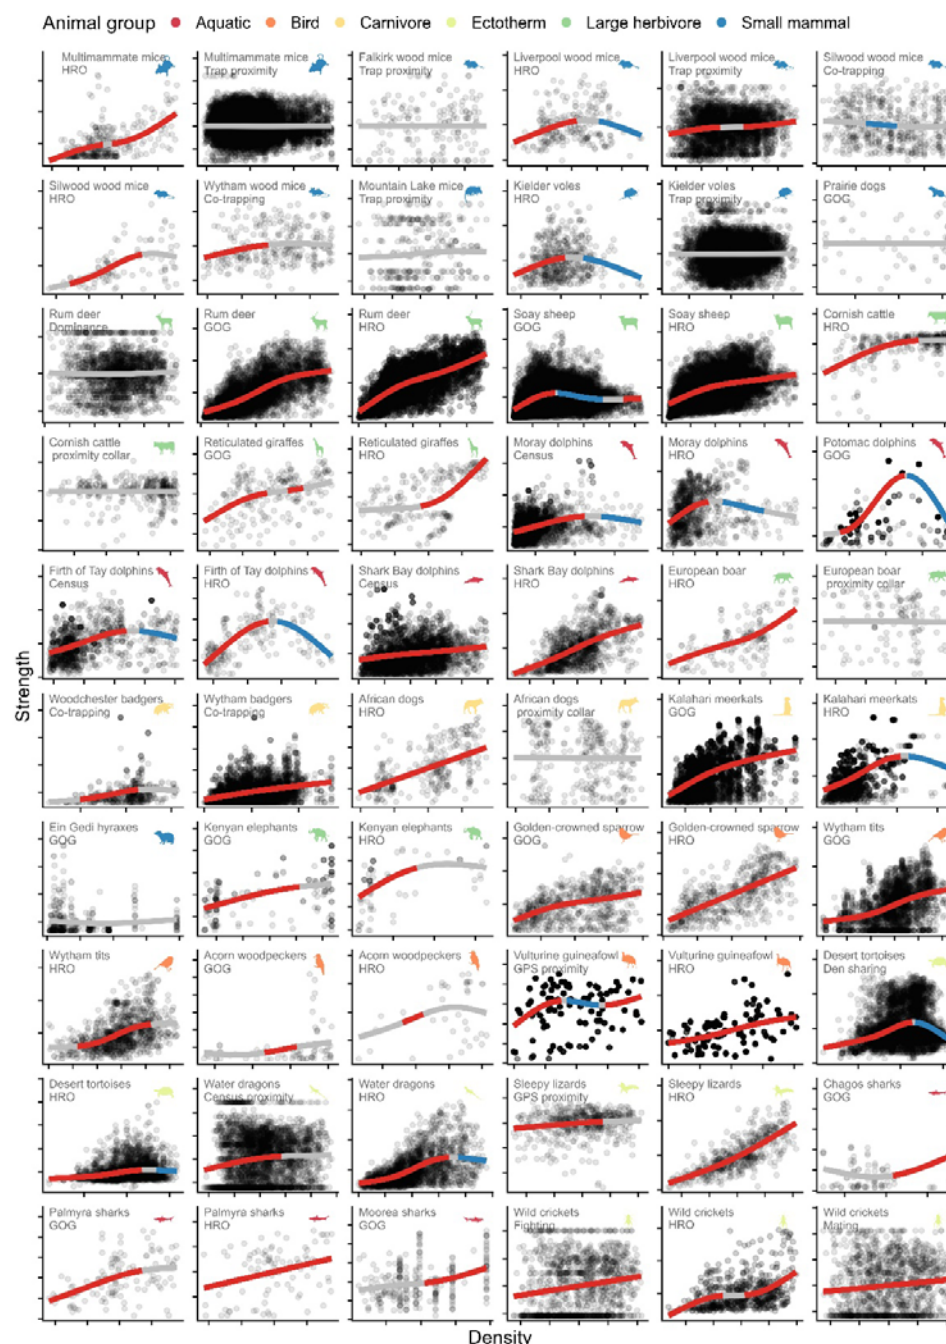 Animal group Aquatic Bird Carnivore Ectotherm Large herbivore Small mammal
Multimammate mice
HRO
Multimammate mice
Trap proximity
Falkirk wood mice
Trap proximity
Liverpool wood mice
HRO
Liverpool wood mice
Trap proximity
Silwood wood mice
Co-trapping
Silwood wood mice
HRO
Wytham wood mice
Co-trapping
Mountain Lake mice
Trap proximity
Kielder voles
HRO
Kielder voles
Trap proximity
Prairie dogs
GOG
Rum deer
Dominance
Rum deer
GOG
Rum deer
HRO
Soay sheep
GOG
Soay sheep
HRO
Cornish cattle
HRO
Cornish cattle
proximity collar
Reticulated giraffes
GOG
Reticulated giraffes
HRO
Moray dolphins
Census
Moray dolphins
HRO
Potomac dolphins
GOG
Firth of Tay dolphins
Census
Firth of Tay dolphins
HRO
Shark Bay dolphins
Census
Shark Bay dolphins
HRO
European boar
HRO
European boar
proximity collar
Woodchester badgers
Co-trapping
Wytham badgers
Co-trapping
African dogs
HRO
African dogs
proximity collar
Kalahari meerkats
GOG
Kalahari meerkats
HRO
Ein Gedi hyraxes
GOG
Kenyan elephants
GOG
Kenyan elephants
HRO
Golden-crowned sparrow
GOG
Golden-crowned sparrow
HRO
Wytham tits
GOG
Wytham tits
HRO
Acorn woodpeckers
GOG
Acorn woodpeckers
HRO
Vulturine guineafowl
GPS proximity
Vulturine guineafowl
HRO
Desert tortoises
Den sharing
Desert tortoises
HRO
Water dragons
Census proximity
Water dragons
HRO
Sleepy lizards
GPS proximity
Sleepy lizards
HRO
Chagos sharks
GOG
Palmyra sharks
GOG
Palmyra sharks
HRO
Moorea sharks
GOG
Wild crickets
Fighting
Wild crickets
HRO
Wild crickets
Mating
Strength
Density